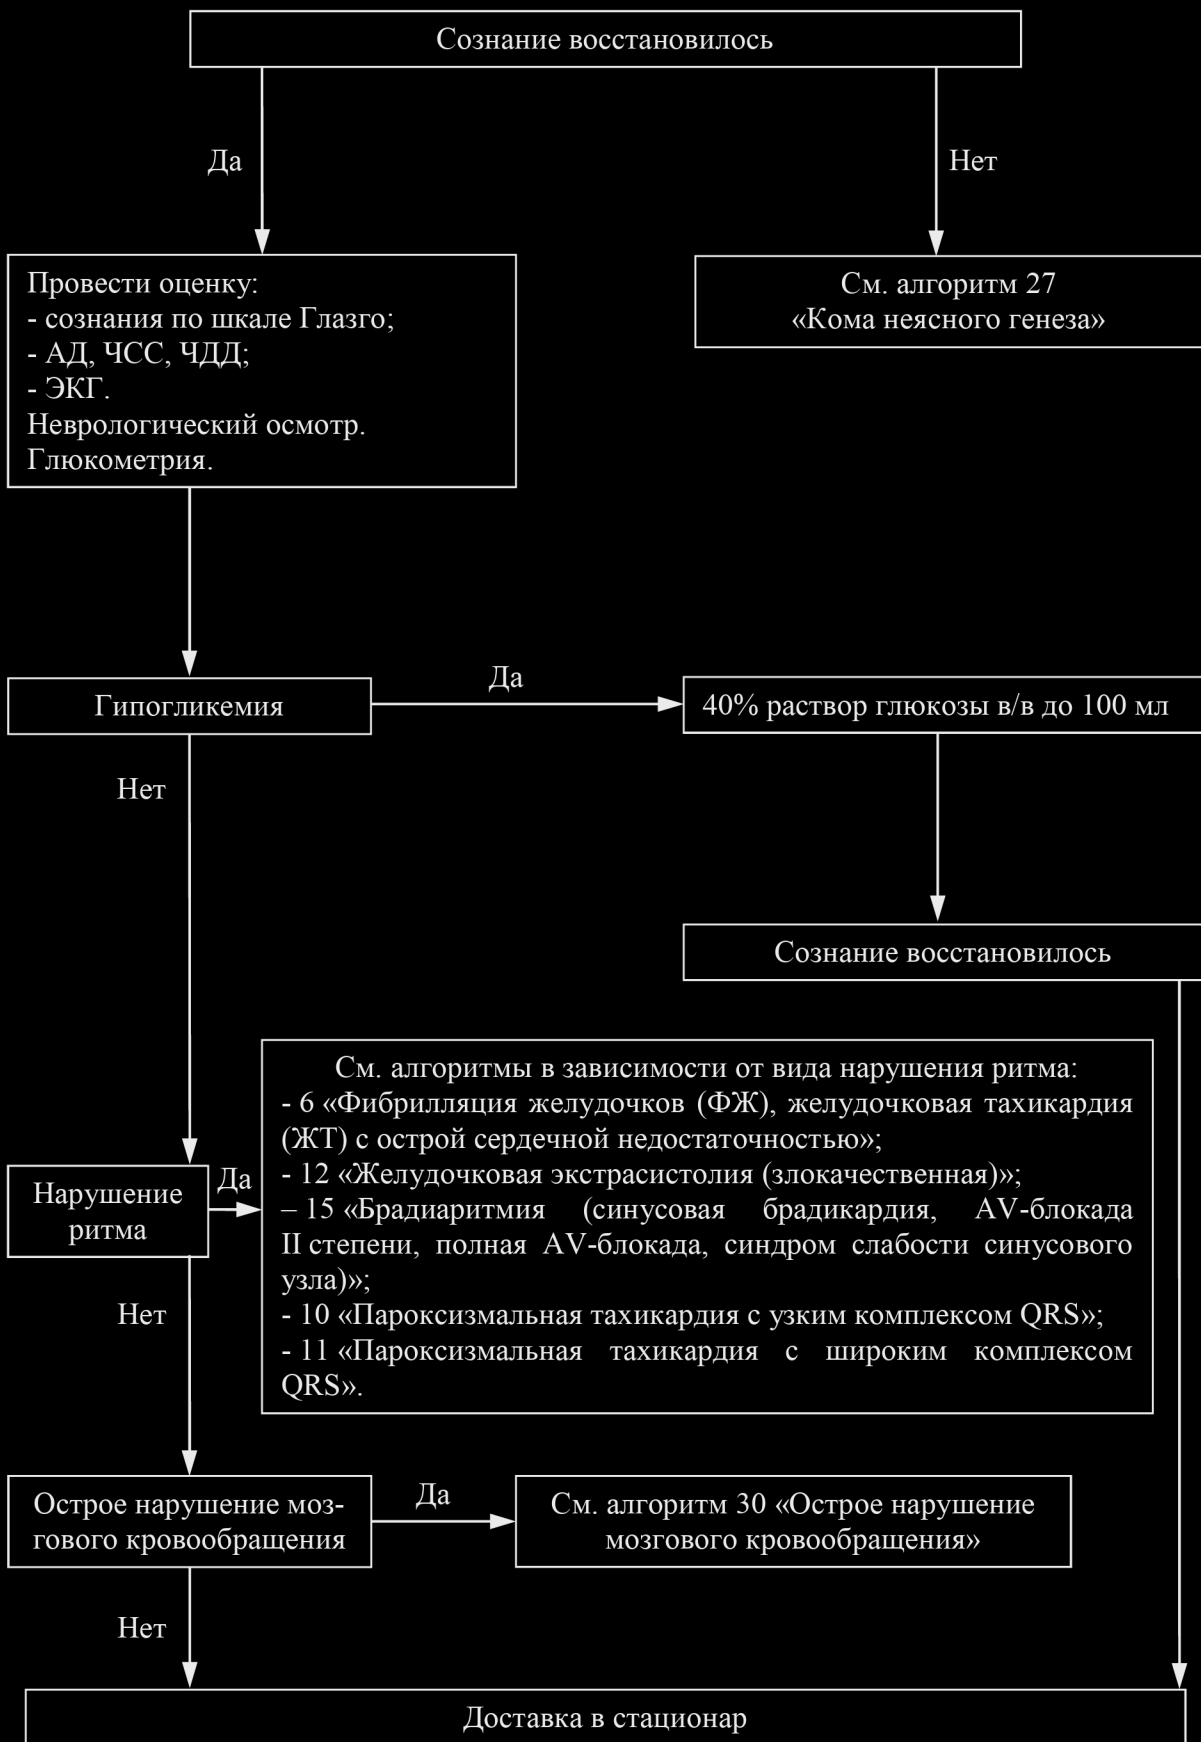 Сознание восстановилось
Да
Нет
Провести оценку:
- сознания по шкале Глазго;
- АД, ЧСС, ЧДД;
- ЭКГ.
Неврологический осмотр.
Глюкометрия.
См. алгоритм 27
«Кома неясного генеза»
Гипогликемия
Да
40% раствор глюкозы в/в до 100 мл
Нет
Сознание восстановилось
См. алгоритмы в зависимости от вида нарушения ритма:
- 6 «Фибрилляция желудочков (ФЖ), желудочковая тахикардия
(ЖТ) с острой сердечной недостаточностью»;
- 12 «Желудочковая экстрасистолия (злокачественная)»;
– 15 «Брадиаритмия (синусовая брадикардия, AV-блокада
II степени, полная AV-блокада, синдром слабости синусового
узла)»;
- 10 «Пароксизмальная тахикардия с узким комплексом QRS»;
- 11 «Пароксизмальная тахикардия с широким комплексом
QRS».
Нарушение
ритма
Да
Нет
Острое нарушение моз-
гового кровообращения
Да
См. алгоритм 30 «Острое нарушение
мозгового кровообращения»
Нет
Доставка в стационар